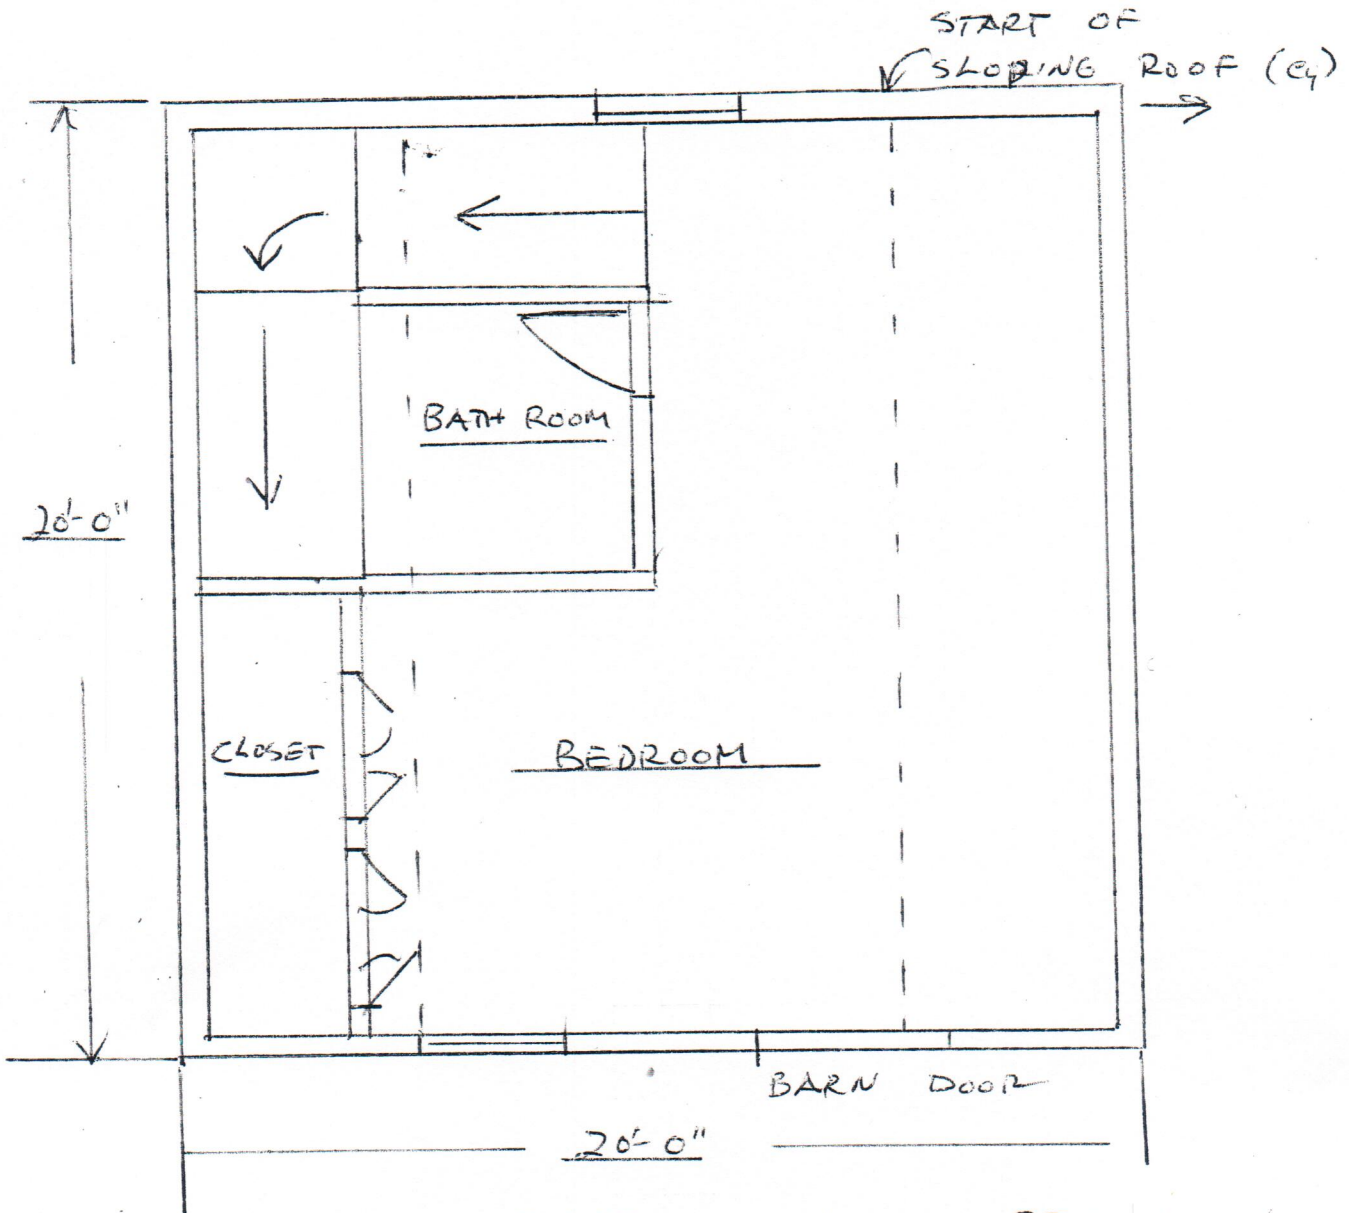 START OF
SLOPING ROOF
BATH ROOM
20'-0"
CLOSET
BEDROOM
BARN DOOR
20'-0"